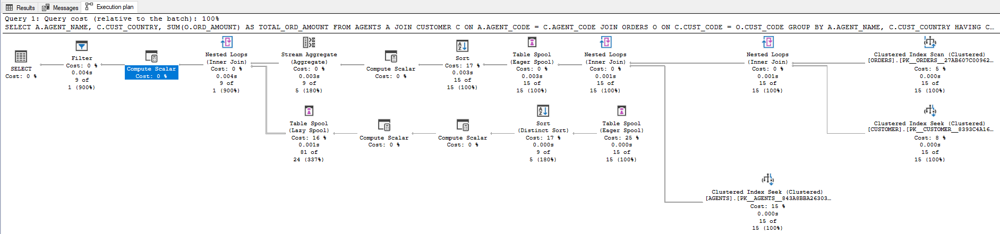 Results Messages Execution plan
Query 1: Query cost (relative to the batch): 100%
SELECT A.AGENT_NAME, C.CUST_COUNTRY, SUM(O.ORD_AMOUNT) AS TOTAL_ORD_AMOUNT FROM AGENTS A JOIN CUSTOMER C ON A.AGENT_CODE = C.AGENT_CODE JOIN ORDERS O ON C.CUST_CODE = O.CUST_CODE GROUP BY A.AGENT_NAME, C.CUST_COUNTRY HAVING C…
SELECT
Cost: 0 %
Filter
Cost: 0 %
0.004s
9 of
1 (900%)
Compute Scalar
Cost: 0 %
Nested Loops
(Inner Join)
Cost: 0 %
0.004s
9 of
1 (900%)
Stream Aggregate
(Aggregate)
Cost: 0 %
0.003s
9 of
5 (180%)
Compute Scalar
Cost: 0 %
Sort
Cost: 17 %
0.003s
15 of
15 (100%)
Table Spool
(Eager Spool)
Cost: 0 %
0.003s
15 of
15 (100%)
Nested Loops
(Inner Join)
Cost: 0 %
0.001s
15 of
15 (100%)
Nested Loops
(Inner Join)
Cost: 0 %
0.001s
15 of
15 (100%)
Clustered Index Scan (Clustered)
[ORDERS].[PK__ORDERS__27AB607C00962…
Cost: 5 %
0.000s
15 of
15 (100%)
Table Spool
(Lazy Spool)
Cost: 16 %
0.001s
81 of
24 (337%)
Compute Scalar
Cost: 0 %
Compute Scalar
Cost: 0 %
Sort
(Distinct Sort)
Cost: 17 %
0.000s
9 of
5 (180%)
Table Spool
(Eager Spool)
Cost: 25 %
0.000s
15 of
15 (100%)
Clustered Index Seek (Clustered)
[CUSTOMER].[PK__CUSTOMER__8393C4A16…
Cost: 8 %
0.000s
15 of
15 (100%)
Clustered Index Seek (Clustered)
[AGENTS].[PK__AGENTS__843A8BBA26303…
Cost: 15 %
0.000s
15 of
15 (100%)